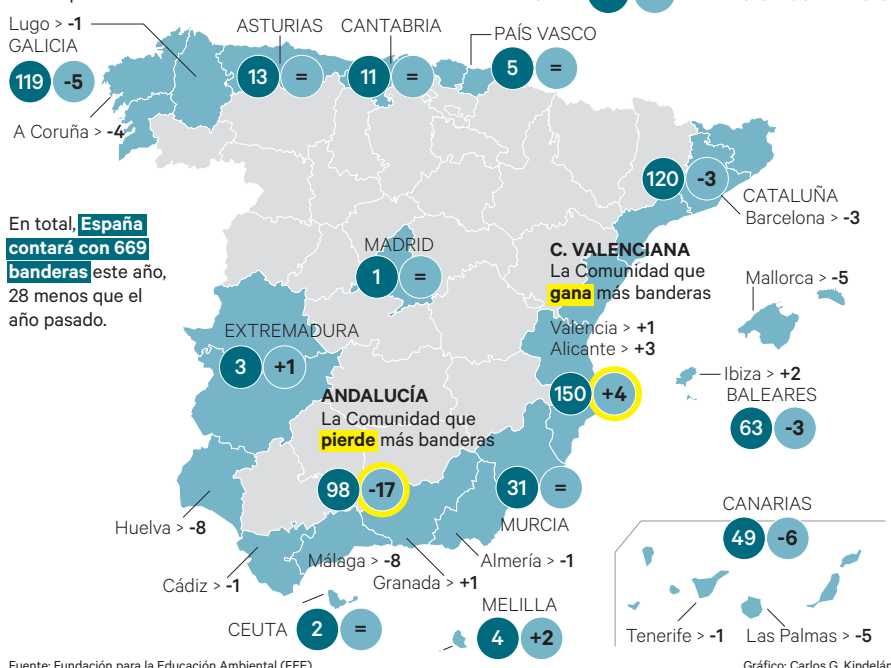 Lugo > -1
GALICIA
119 -5
A Coruña > -4
ASTURIAS
13 =
CANTABRIA
11 =
PAÍS VASCO
5 =
120 -3
CATALUÑA
Barcelona > -3
En total, España
contará con 669
banderas este año,
28 menos que el
año pasado.
MADRID
1 =
C. VALENCIANA
La Comunidad que
gana más banderas
Valencia > +1
Alicante > +3
150 +4
Mallorca > -5
Ibiza > +2
BALEARES
63 -3
EXTREMADURA
3 +1
ANDALUCÍA
La Comunidad que
pierde más banderas
98 -17
31 =
MURCIA
Huelva > -8
Cádiz > -1
Málaga > -8
Granada > +1
Almería > -1
CANARIAS
49 -6
Tenerife > -1
Las Palmas > -5
CEUTA 2 =
MELILLA
4 +2
Fuente: Fundación para la Educación Ambiental (FEE)
Gráfico: Carlos G. Kindelán